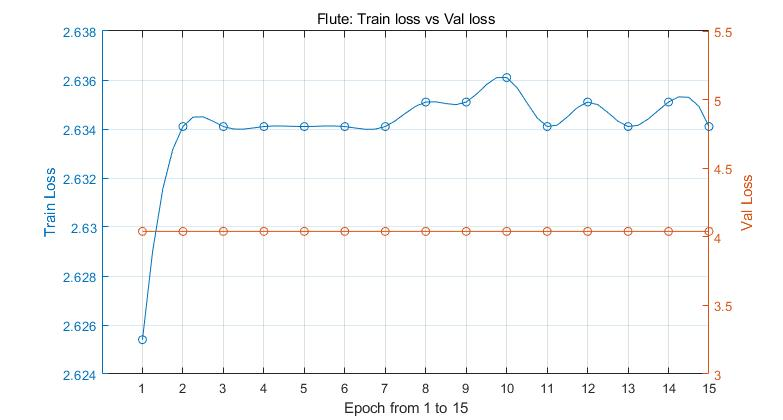 Flute: Train loss vs Val loss
2.638
2.636
2.634
2.632
2.63
2.628
2.626
2.624
Train Loss
5.5
5
4.5
4
3.5
3
Val Loss
1 2 3 4 5 6 7 8 9 10 11 12 13 14 15
Epoch from 1 to 15